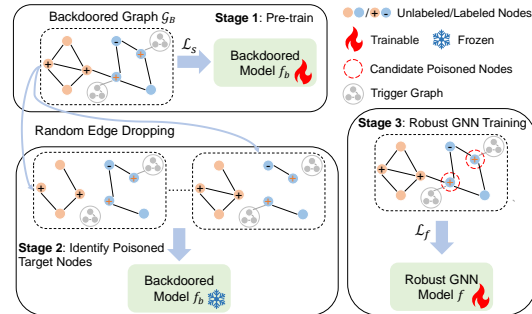 Backdoored Graph 𝒢_B
Stage 1: Pre-train
ℒ_s
Backdoored
Model f_b
+ -
Unlabeled/Labeled Nodes
Trainable
Frozen
Candidate Poisoned Nodes
Trigger Graph
Random Edge Dropping
Stage 2: Identify Poisoned
Target Nodes
Backdoored
Model f_b
Stage 3: Robust GNN Training
ℒ_f
Robust GNN
Model f